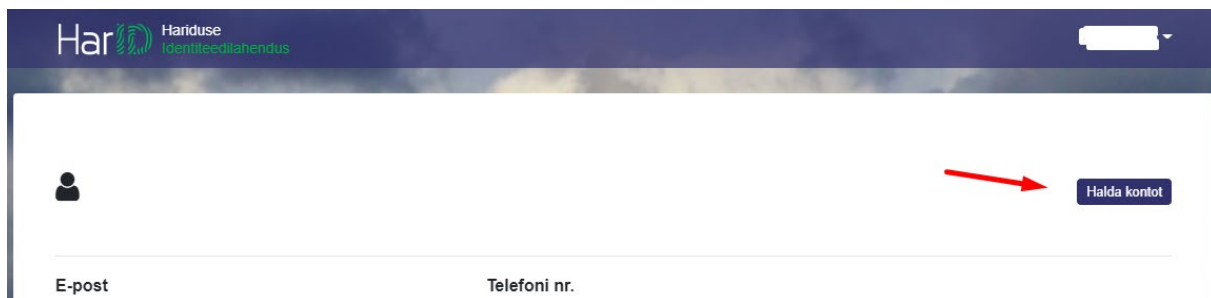 HarID Hariduse
Identiteedilahendus
Halda kontot
E-post Telefoni nr.